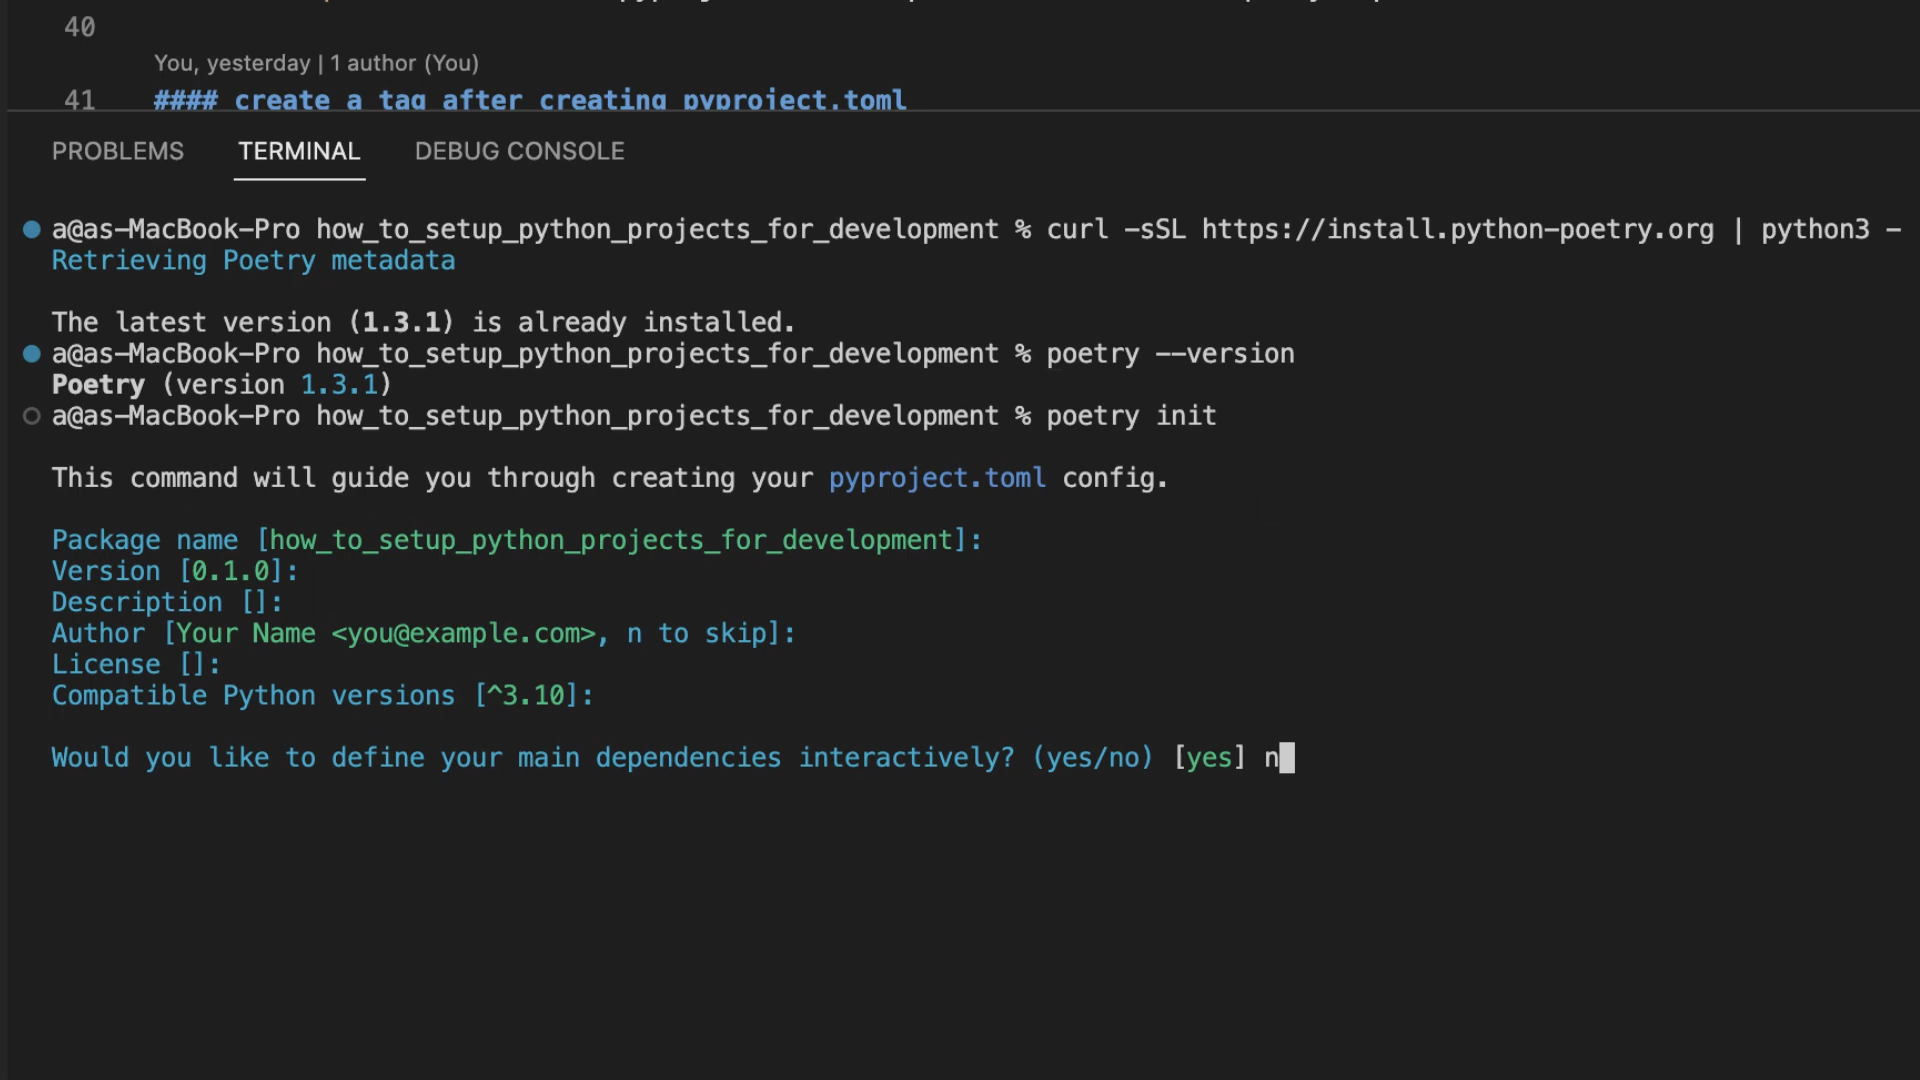 40
You, yesterday | 1 author (You)
41 #### create a tag after creating pyproject.toml
PROBLEMS TERMINAL DEBUG CONSOLE
a@as-MacBook-Pro how_to_setup_python_projects_for_development % curl -sSL https://install.python-poetry.org | python3 -
Retrieving Poetry metadata
The latest version (1.3.1) is already installed.
a@as-MacBook-Pro how_to_setup_python_projects_for_development % poetry --version
Poetry (version 1.3.1)
a@as-MacBook-Pro how_to_setup_python_projects_for_development % poetry init
This command will guide you through creating your pyproject.toml config.
Package name [how_to_setup_python_projects_for_development]:
Version [0.1.0]:
Description []:
Author [Your Name <you@example.com>, n to skip]:
License []:
Compatible Python versions [^3.10]:
Would you like to define your main dependencies interactively? (yes/no) [yes] n